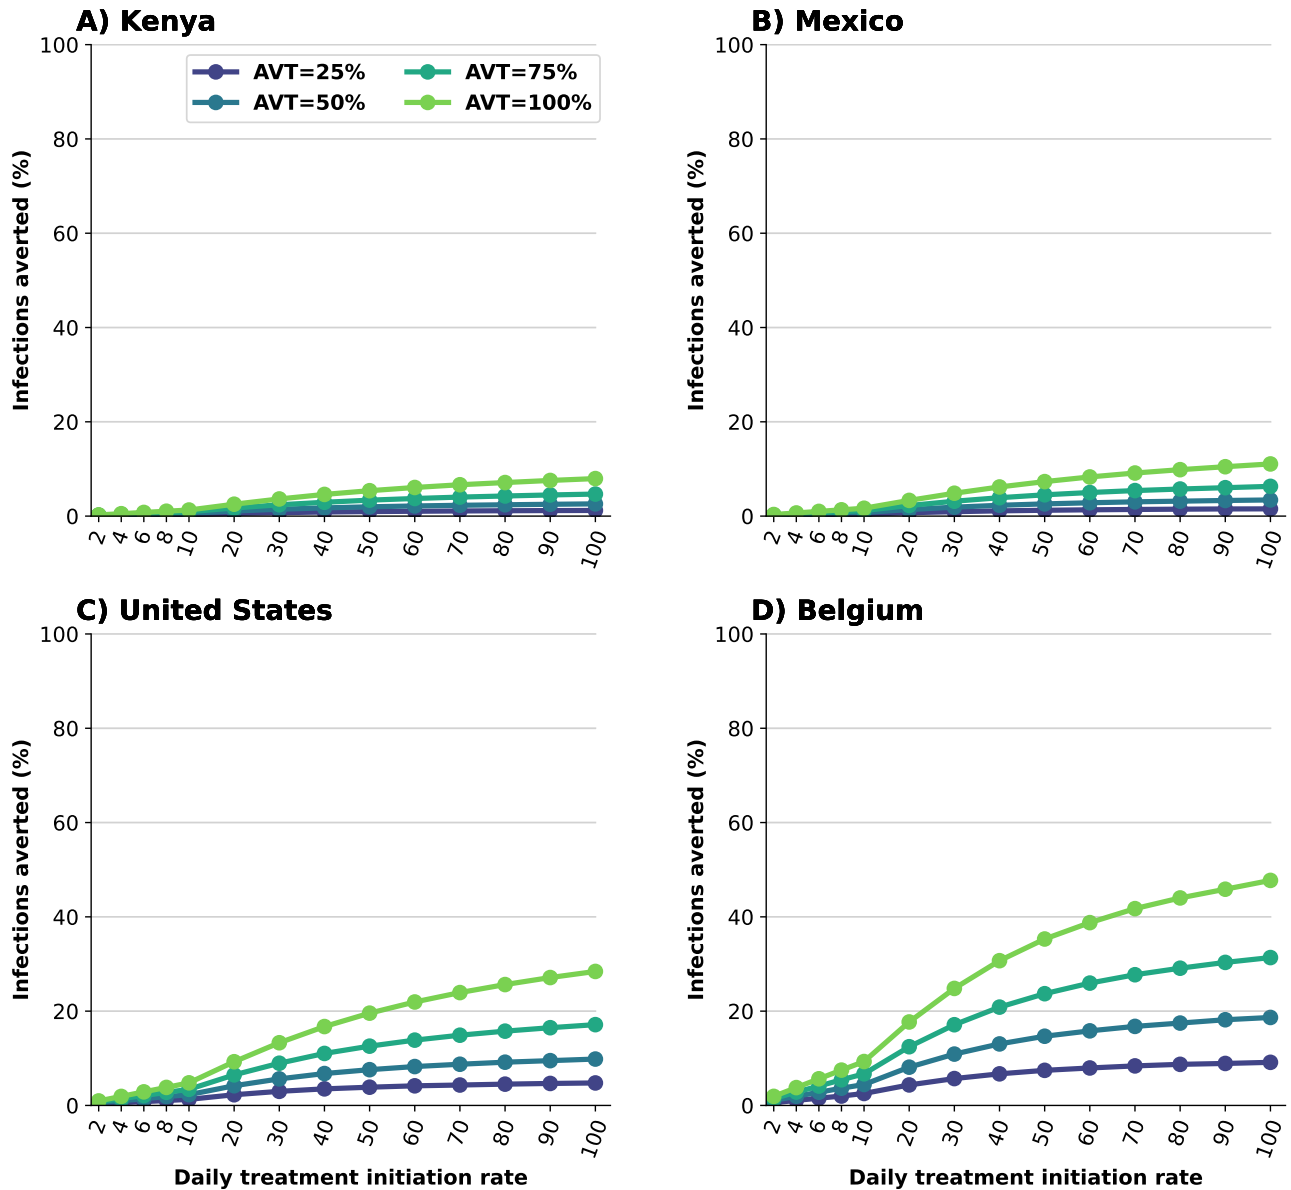 A) Kenya
Infections averted (%)
100
80
60
40
20
0
AVT=25%
AVT=50%
AVT=75%
AVT=100%
2 4 6 8 10 20 30 40 50 60 70 80 90 100
B) Mexico
Infections averted (%)
100
80
60
40
20
0
2 4 6 8 10 20 30 40 50 60 70 80 90 100
C) United States
Infections averted (%)
100
80
60
40
20
0
2 4 6 8 10 20 30 40 50 60 70 80 90 100
Daily treatment initiation rate
D) Belgium
Infections averted (%)
100
80
60
40
20
0
2 4 6 8 10 20 30 40 50 60 70 80 90 100
Daily treatment initiation rate